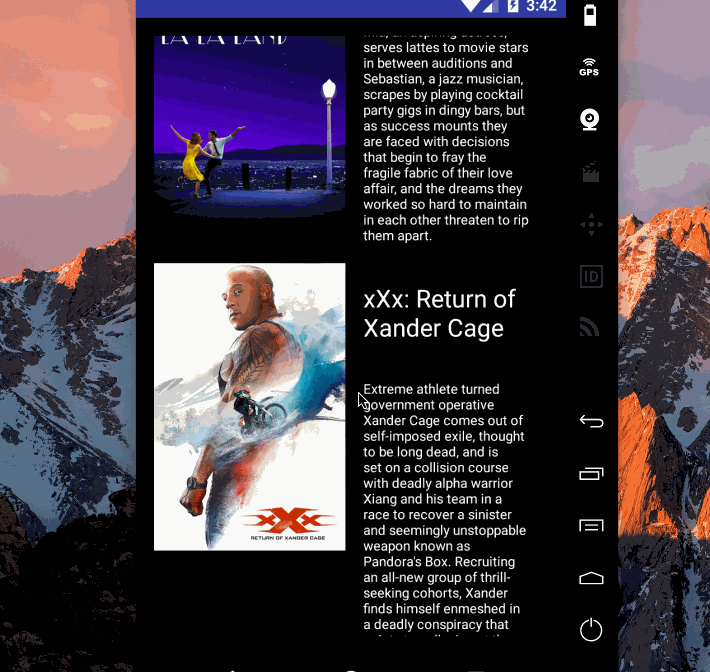 3:42
GPS
LA LA LAND
serves lattes to movie stars
in between auditions and
Sebastian, a jazz musician,
scrapes by playing cocktail
party gigs in dingy bars, but
as success mounts they
are faced with decisions
that begin to fray the
fragile fabric of their love
affair, and the dreams they
worked so hard to maintain
in each other threaten to rip
them apart.
ID
xXx: Return of
Xander Cage
Extreme athlete turned
government operative
Xander Cage comes out of
self-imposed exile, thought
to be long dead, and is
set on a collision course
with deadly alpha warrior
Xiang and his team in a
race to recover a sinister
and seemingly unstoppable
weapon known as
Pandora's Box. Recruiting
an all-new group of thrill-
seeking cohorts, Xander
finds himself enmeshed in
a deadly conspiracy that
xXx
RETURN OF XANDER CAGE